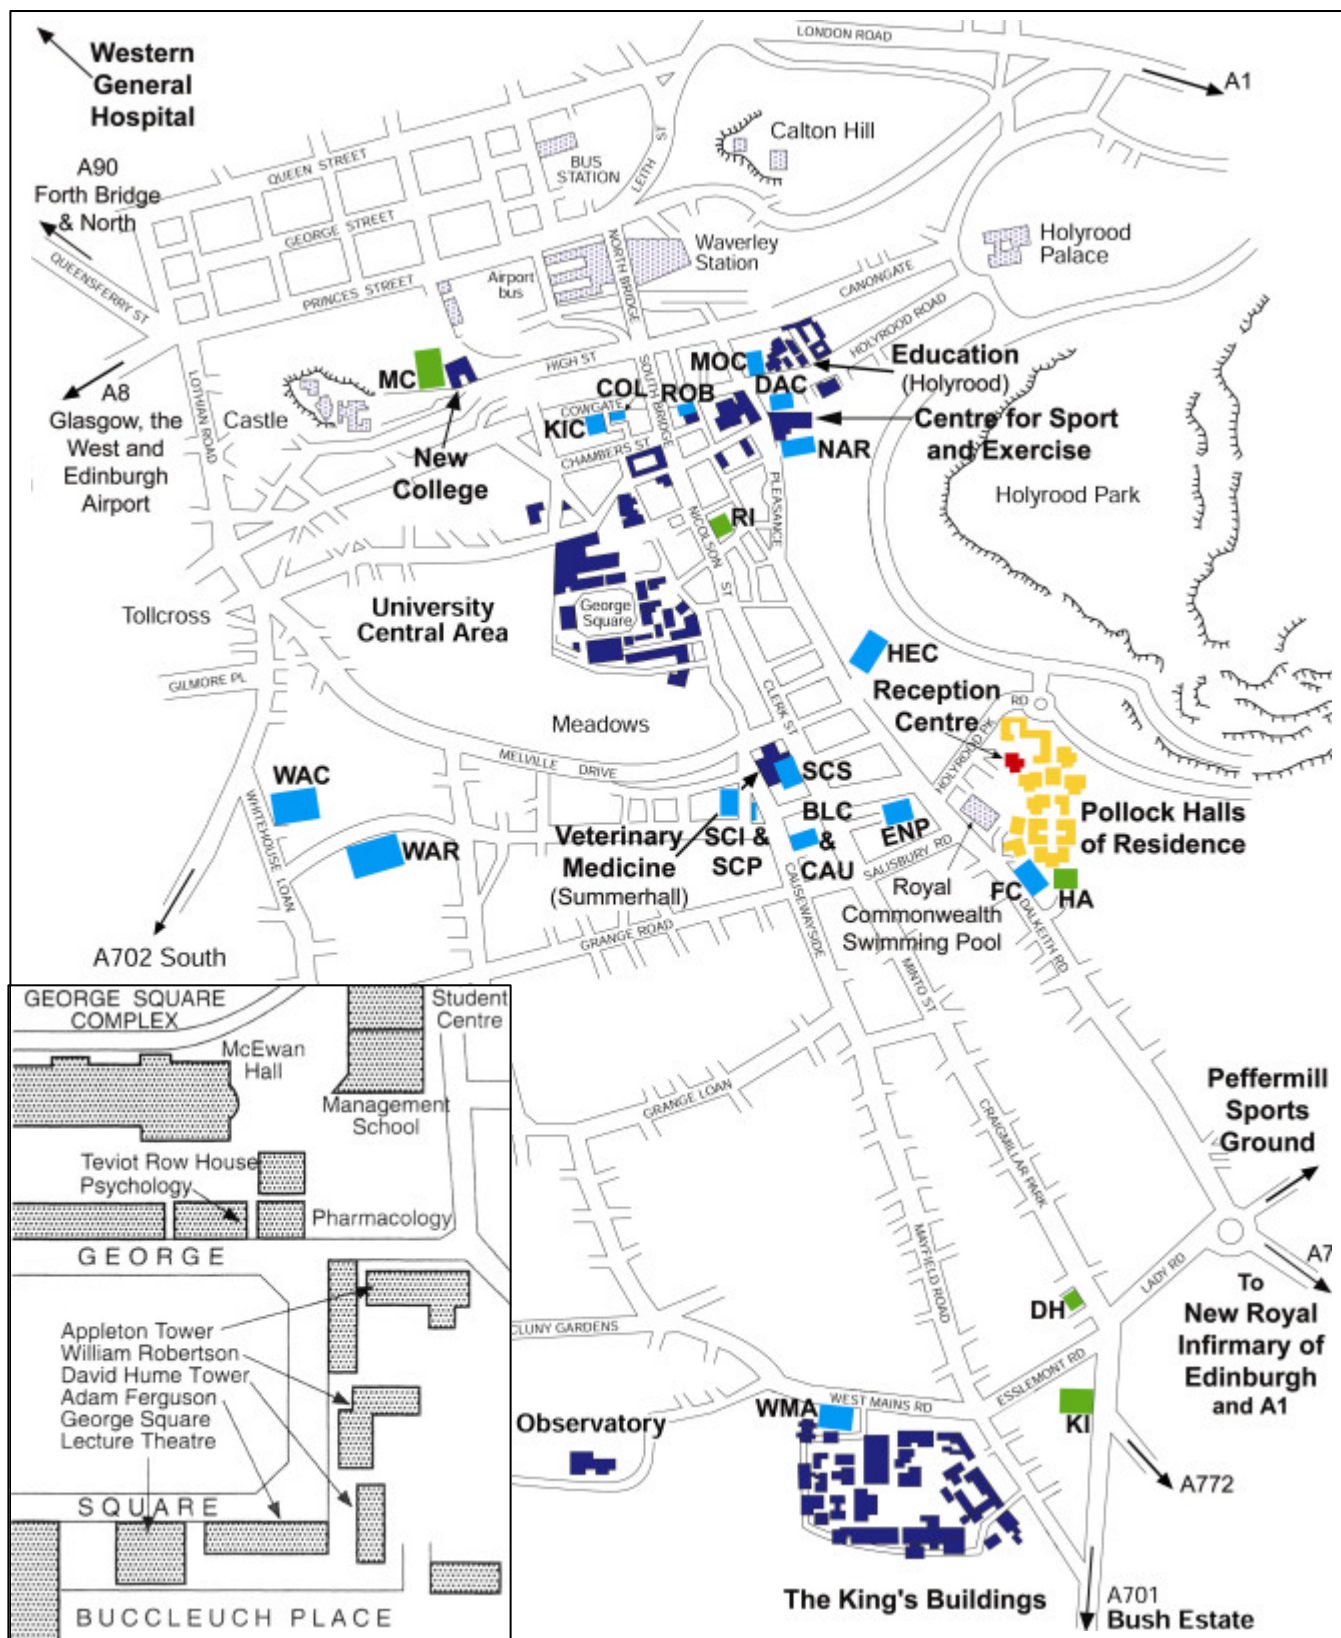 LONDON ROAD
Western
General
Hospital
A1
Calton Hill
A90
Forth Bridge
& North
QUEEN STREET
BUS
STATION
LEITH ST
GEORGE STREET
NORTH BRIDGE
Waverley
Station
Holyrood
Palace
QUEENSFERRY ST
PRINCES STREET
Airport
bus
CANONGATE
HOLYROOD ROAD
A8
Glasgow, the
West and
Edinburgh
Airport
LOTHIAN ROAD
Castle
MC
HIGH ST
SOUTH BRIDGE
MOC
DAC
Education
(Holyrood)
COL
ROB
COWGATE
KIC
CHAMBERS ST
New
College
Centre for Sport
and Exercise
NAR
PLEASANCE
Holyrood Park
RI
NICOLSON ST
Tollcross
University
Central Area
George
Square
GILMORE PL
HEC
Reception
Centre
CLERK ST
Meadows
MELVILLE DRIVE
HOLYROOD PK RD
WAC
WHITEHOUSE LOAN
WAR
SCS
Veterinary
Medicine
(Summerhall)
SCI &
SCP
BLC
&
CAU
ENP
SALISBURY RD
Pollock Halls
of Residence
FC
HA
Royal
Commonwealth
Swimming Pool
DALKEITH RD
CAUSEWAYSIDE
GRANGE ROAD
MINTO ST
A702 South
GEORGE SQUARE
COMPLEX
Student
Centre
McEwan
Hall
Management
School
Teviot Row House
Psychology
Pharmacology
GEORGE
Appleton Tower
William Robertson
David Hume Tower
Adam Ferguson
George Square
Lecture Theatre
SQUARE
BUCCLEUCH PLACE
GRANGE LOAN
CRAIGMILLAR PARK
MAYFIELD ROAD
Peffermill
Sports
Ground
A7
LADY RD
To
New Royal
Infirmary of
Edinburgh
and A1
DH
CLUNY GARDENS
ESSLEMONT RD
WEST MAINS RD
WMA
Observatory
KI
A772
The King's Buildings
A701
Bush Estate